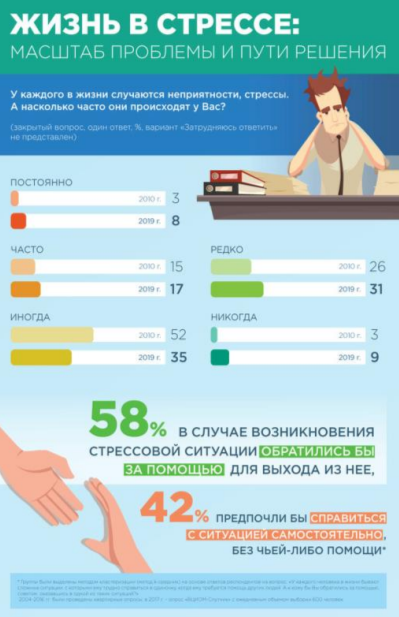 ЖИЗНЬ В СТРЕССЕ:
МАСШТАБ ПРОБЛЕМЫ И ПУТИ РЕШЕНИЯ
У каждого в жизни случаются неприятности, стрессы.
А насколько часто они происходят у Вас?
(закрытый вопрос, один ответ, %, вариант «Затрудняюсь ответить»
не представлен)
ПОСТОЯННО
2010 г. 3
2019 г. 8
ЧАСТО
2010 г. 15
2019 г. 17
РЕДКО
2010 г. 26
2019 г. 31
ИНОГДА
2010 г. 52
2019 г. 35
НИКОГДА
2010 г. 3
2019 г. 9
58% В СЛУЧАЕ ВОЗНИКНОВЕНИЯ
СТРЕССОВОЙ СИТУАЦИИ ОБРАТИЛИСЬ БЫ
ЗА ПОМОЩЬЮ ДЛЯ ВЫХОДА ИЗ НЕЕ,
42% ПРЕДПОЧЛИ БЫ СПРАВИТЬСЯ
С СИТУАЦИЕЙ САМОСТОЯТЕЛЬНО,
БЕЗ ЧЬЕЙ-ЛИБО ПОМОЩИ*